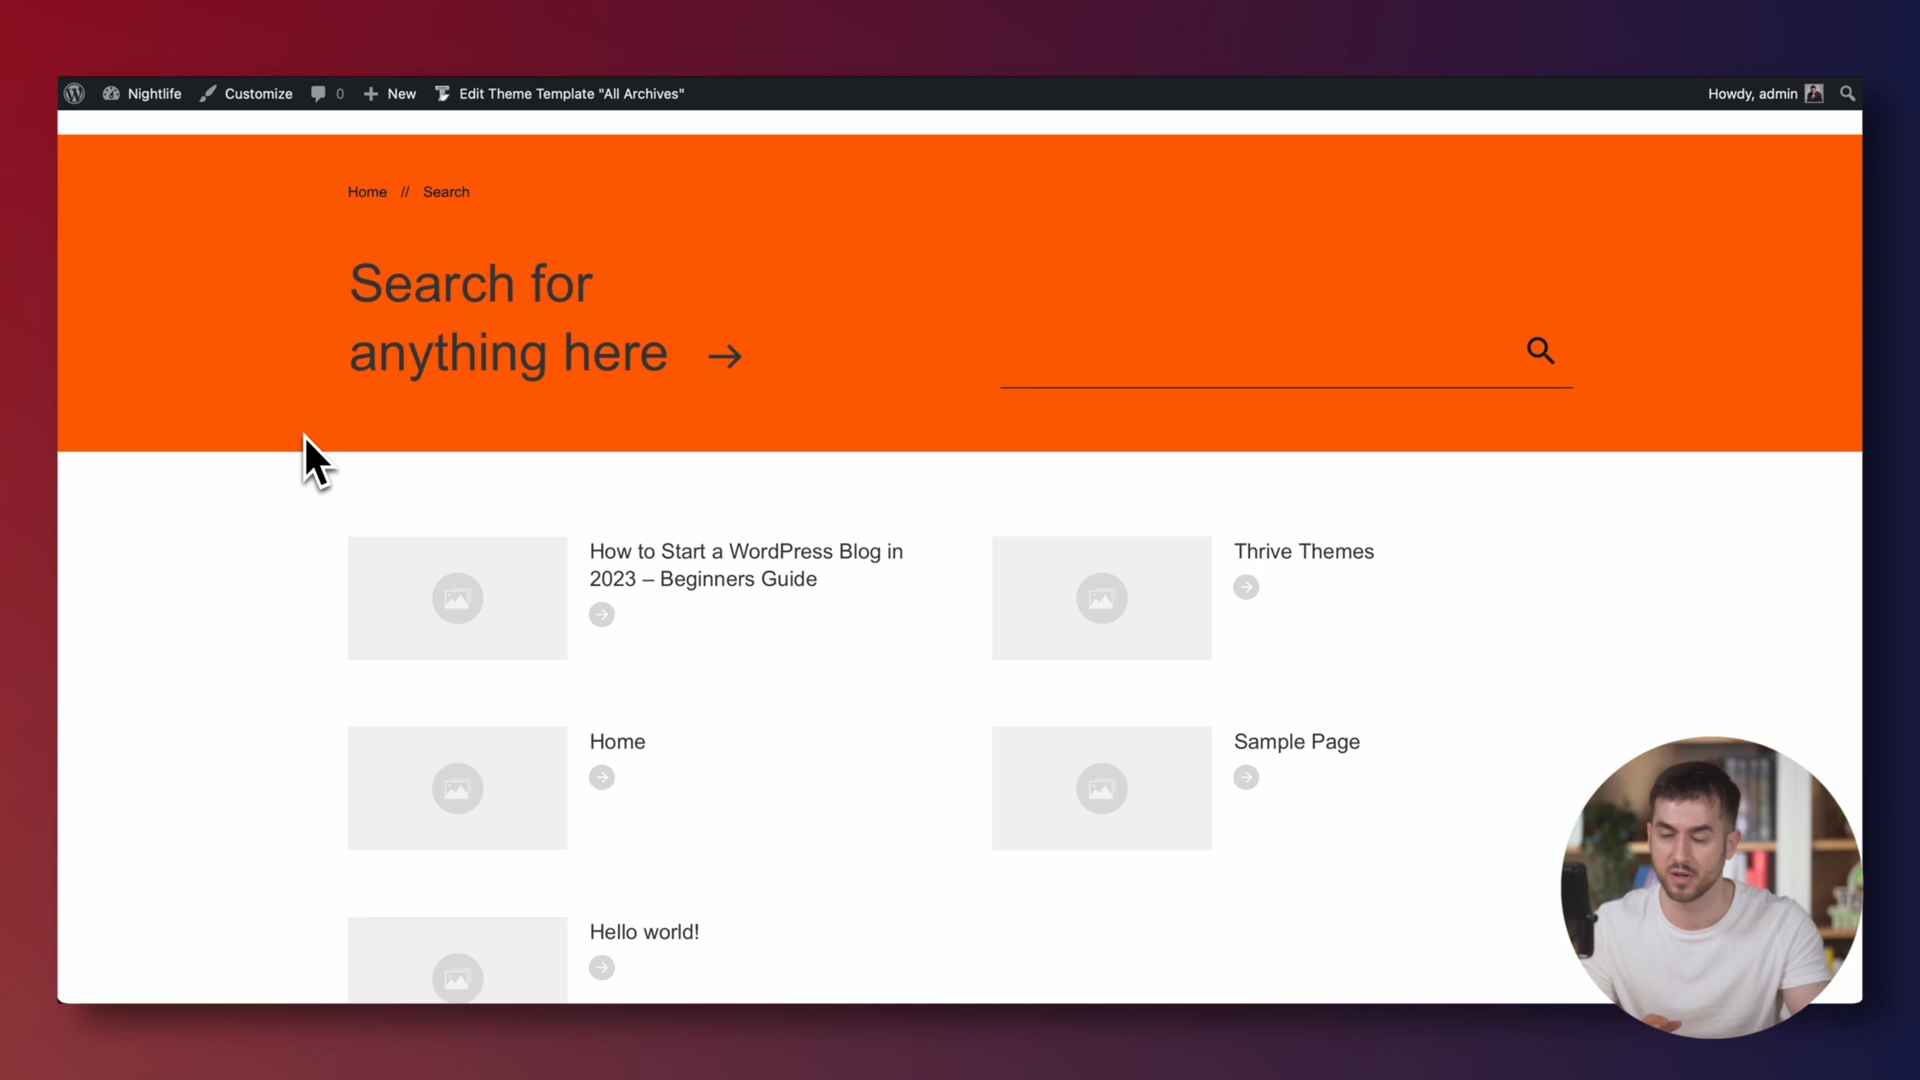 Nightlife Customize 0 New Edit Theme Template "All Archives" Howdy, admin
Home // Search
Search for
anything here
How to Start a WordPress Blog in
2023 – Beginners Guide
Thrive Themes
Home
Sample Page
Hello world!